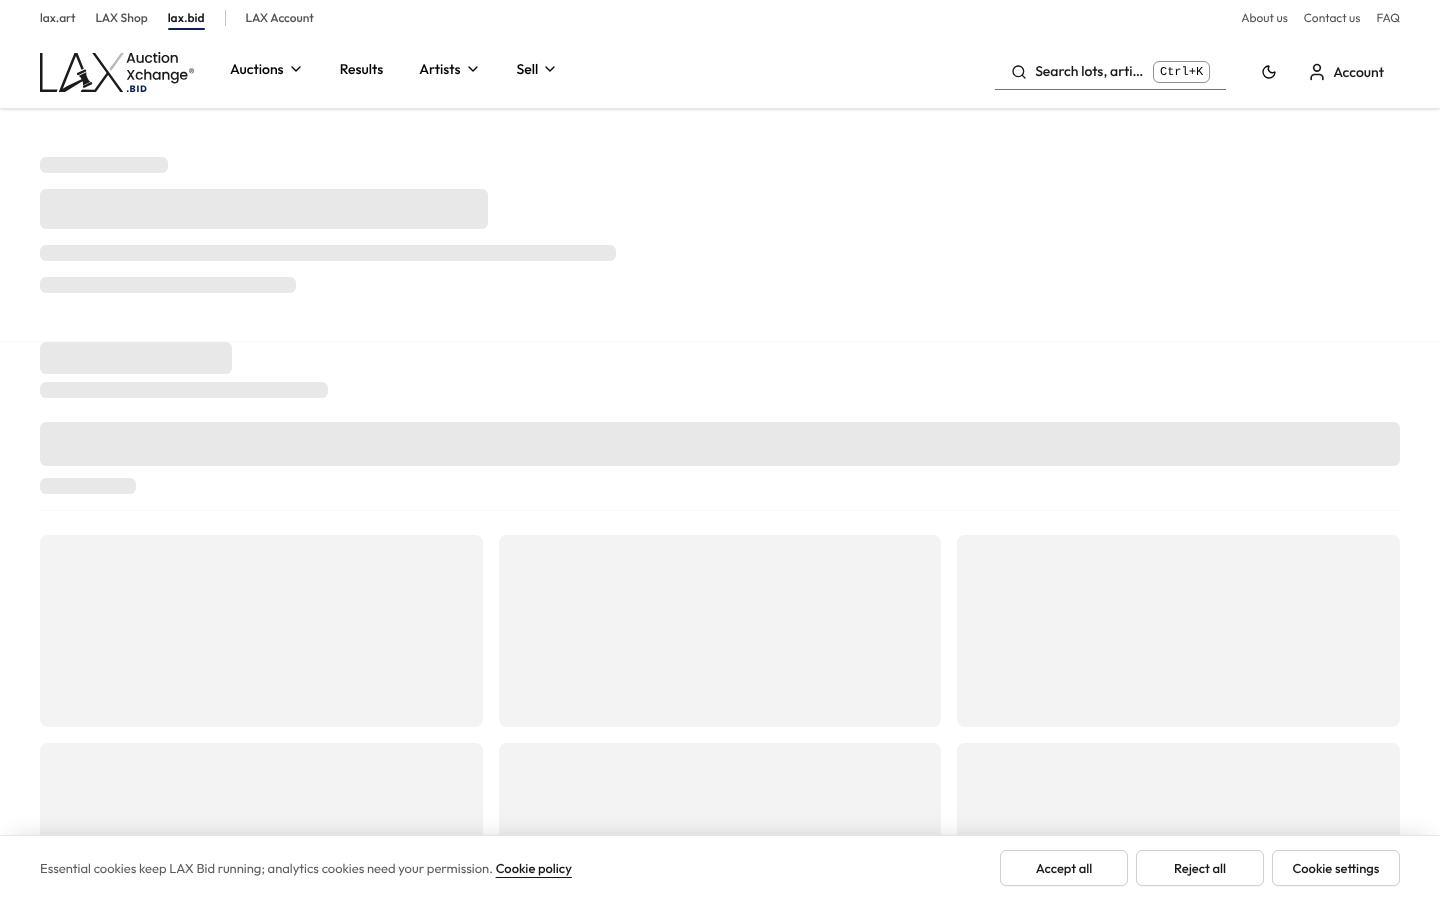 lax.art LAX Shop lax.bid LAX Account About us Contact us FAQ
LAX Auction Xchange® .BID
Auctions Results Artists Sell Search lots, arti... Ctrl+K Account
Essential cookies keep LAX Bid running; analytics cookies need your permission. Cookie policy Accept all Reject all Cookie settings